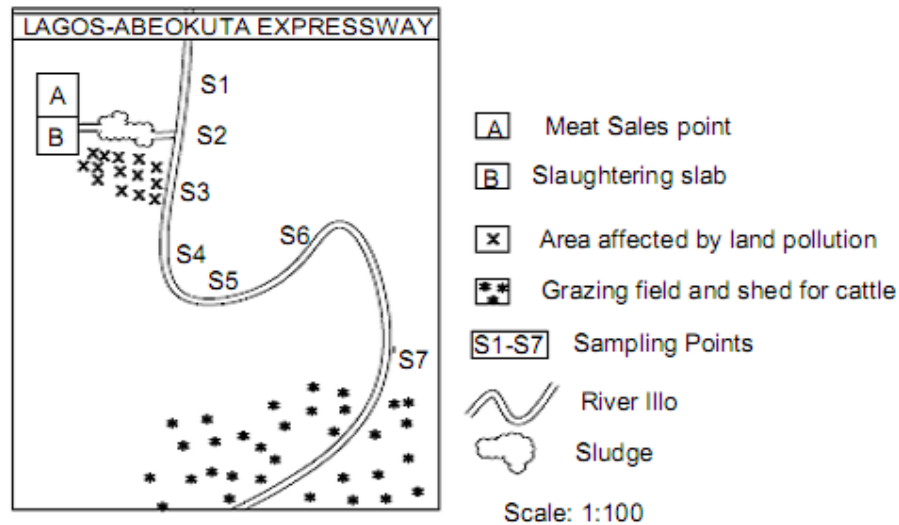 LAGOS-ABEOKUTA EXPRESSWAY
S1
A
S2
B
S3
S6
S4
S5
S7
A Meat Sales point
B Slaughtering slab
Area affected by land pollution
Grazing field and shed for cattle
S1-S7 Sampling Points
River Illo
Sludge
Scale: 1:100